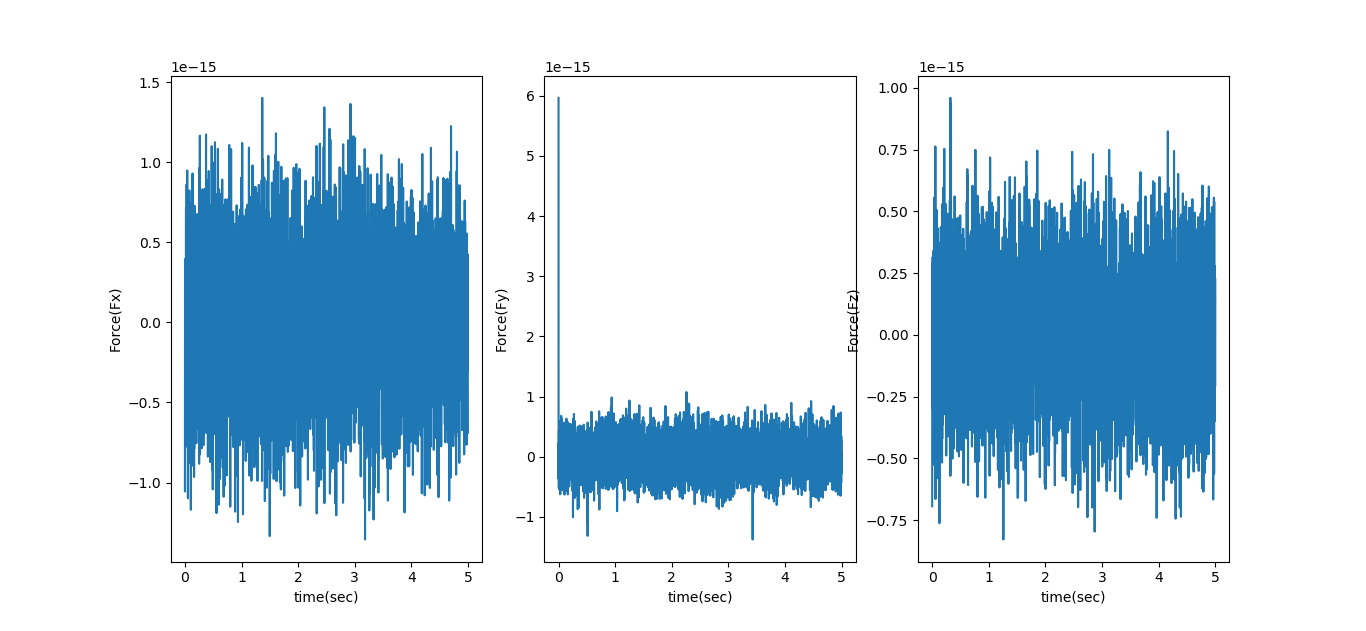 1e−15
1.5
1.0
0.5
0.0
−0.5
−1.0
0 1 2 3 4 5
time(sec)
Force(Fx)
1e−15
6
5
4
3
2
1
0
−1
0 1 2 3 4 5
time(sec)
Force(Fy)
1e−15
1.00
0.75
0.50
0.25
0.00
−0.25
−0.50
−0.75
0 1 2 3 4 5
time(sec)
Force(Fz)